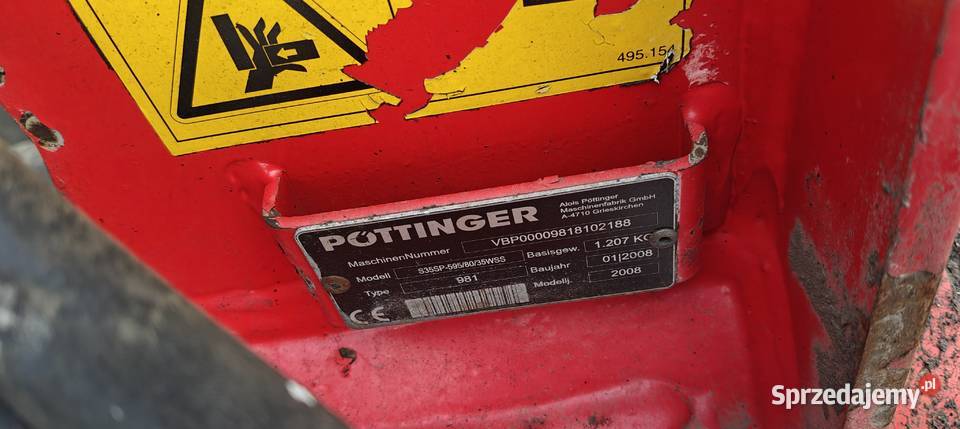 495.154
PÖTTINGER
Alois Pöttinger
Maschinenfabrik GmbH
A-4710 Grieskirchen
MaschinenNummer VBP00009818102188
Modell S35SP-595/80/35WSS Basisgew. 1.207 KG
Type 981 Baujahr 01|2008
Modellj. 2008
CE
Sprzedajemy.pl